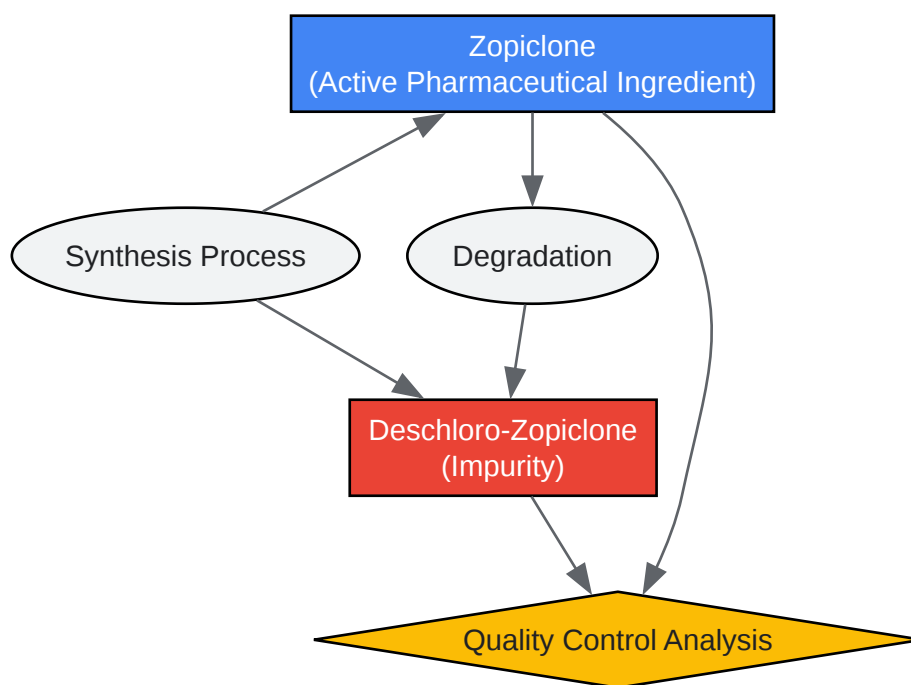 Zopiclone
(Active Pharmaceutical Ingredient)
Synthesis Process
Degradation
Deschloro-Zopiclone
(Impurity)
Quality Control Analysis